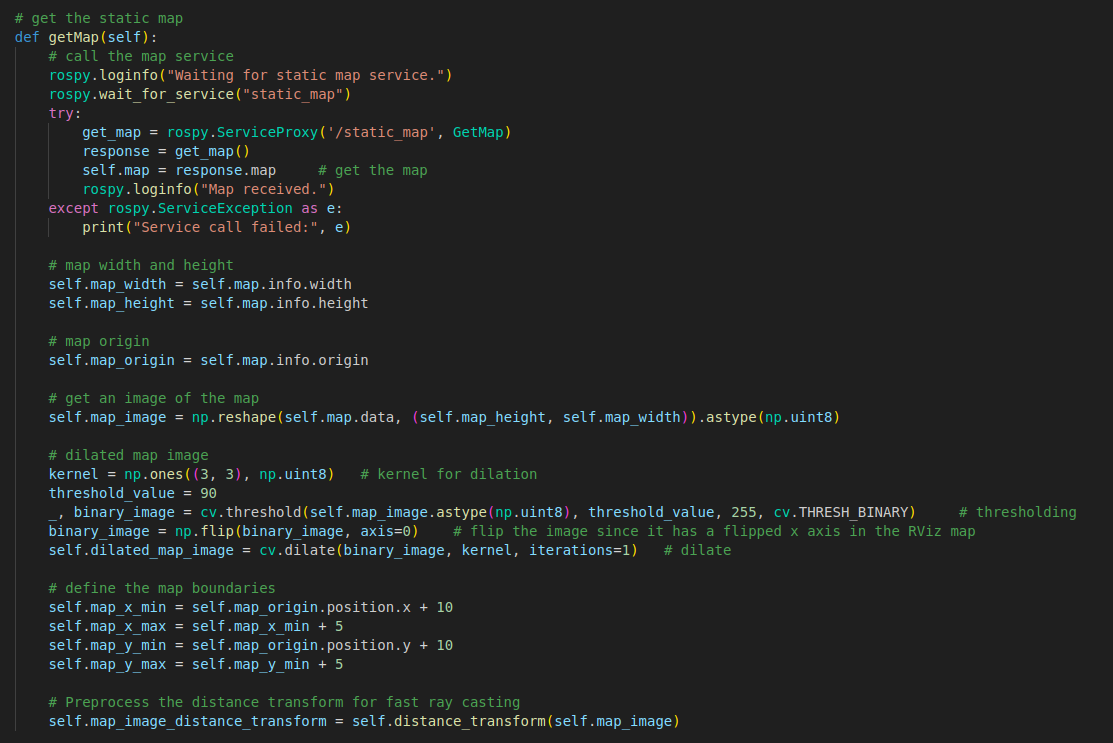 # get the static map
def getMap(self):
    # call the map service
    rospy.loginfo("Waiting for static map service.")
    rospy.wait_for_service("static_map")
    try:
        get_map = rospy.ServiceProxy('/static_map', GetMap)
        response = get_map()
        self.map = response.map     # get the map
        rospy.loginfo("Map received.")
    except rospy.ServiceException as e:
        print("Service call failed:", e)

    # map width and height
    self.map_width = self.map.info.width
    self.map_height = self.map.info.height

    # map origin
    self.map_origin = self.map.info.origin

    # get an image of the map
    self.map_image = np.reshape(self.map.data, (self.map_height, self.map_width)).astype(np.uint8)

    # dilated map image
    kernel = np.ones((3, 3), np.uint8)   # kernel for dilation
    threshold_value = 90
    _, binary_image = cv.threshold(self.map_image.astype(np.uint8), threshold_value, 255, cv.THRESH_BINARY)     # thresholding
    binary_image = np.flip(binary_image, axis=0)    # flip the image since it has a flipped x axis in the RViz map
    self.dilated_map_image = cv.dilate(binary_image, kernel, iterations=1)   # dilate

    # define the map boundaries
    self.map_x_min = self.map_origin.position.x + 10
    self.map_x_max = self.map_x_min + 5
    self.map_y_min = self.map_origin.position.y + 10
    self.map_y_max = self.map_y_min + 5

    # Preprocess the distance transform for fast ray casting
    self.map_image_distance_transform = self.distance_transform(self.map_image)